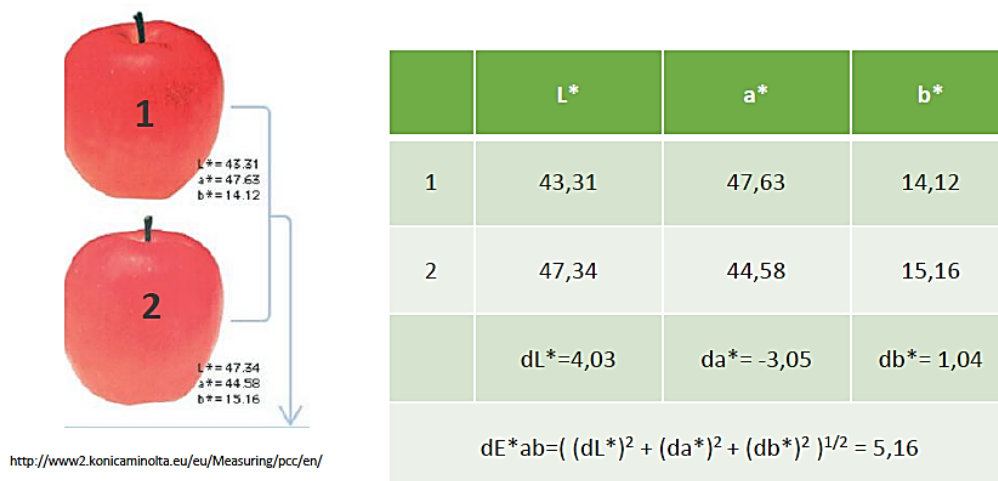 1
L*= 43.31
a*= 47.63
b*= 14.12
2
L*= 47.34
a*= 44.58
b*= 15.16
http://www2.konicaminolta.eu/eu/Measuring/pcc/en/
L* a* b*
1 43,31 47,63 14,12
2 47,34 44,58 15,16
dL*=4,03 da*= -3,05 db*= 1,04
dE*ab=( (dL*)² + (da*)² + (db*)² )¹/² = 5,16